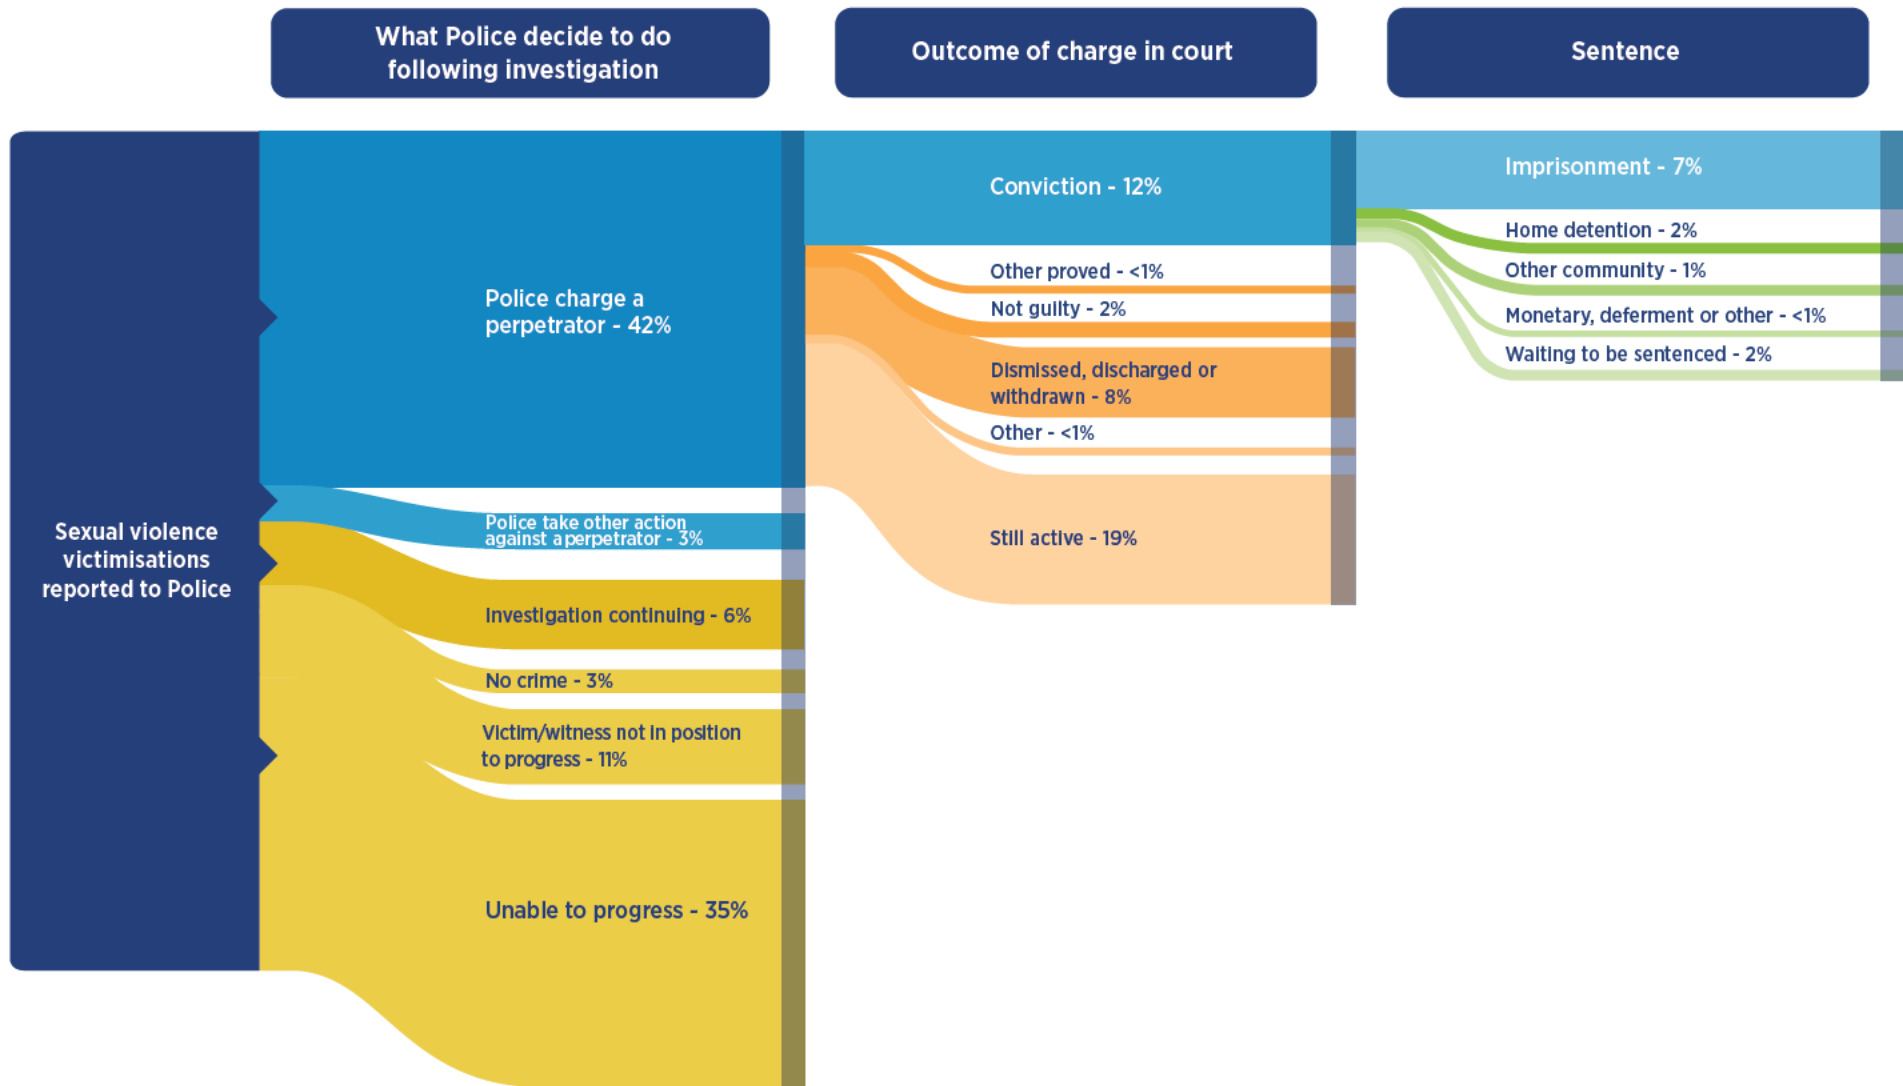 What Police decide to do
following investigation
Outcome of charge in court
Sentence
Sexual violence
victimisations
reported to Police
Police charge a
perpetrator - 42%
Police take other action
against a perpetrator - 3%
Investigation continuing - 6%
No crime - 3%
Victim/witness not in position
to progress - 11%
Unable to progress - 35%
Conviction - 12%
Other proved - <1%
Not guilty - 2%
Dismissed, discharged or
withdrawn - 8%
Other - <1%
Still active - 19%
Imprisonment - 7%
Home detention - 2%
Other community - 1%
Monetary, deferment or other - <1%
Waiting to be sentenced - 2%